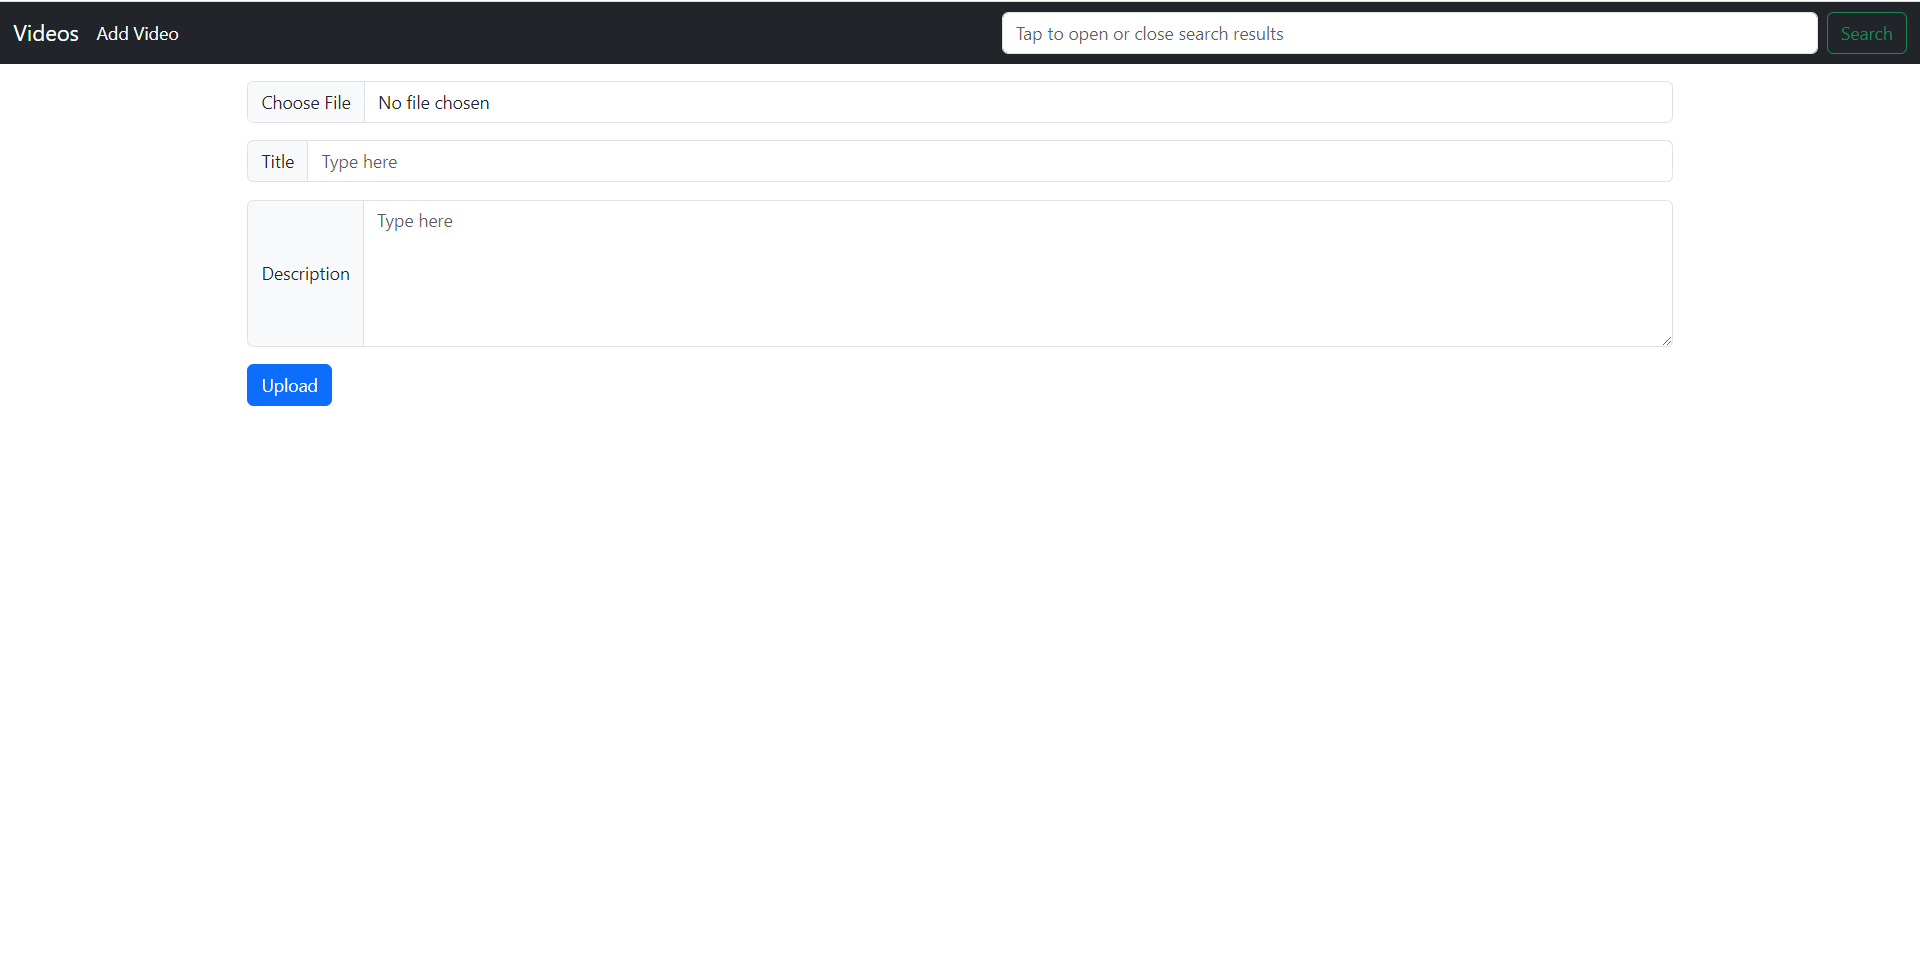 Videos Add Video Tap to open or close search results Search
Choose File No file chosen
Title Type here
Type here
Description
Upload